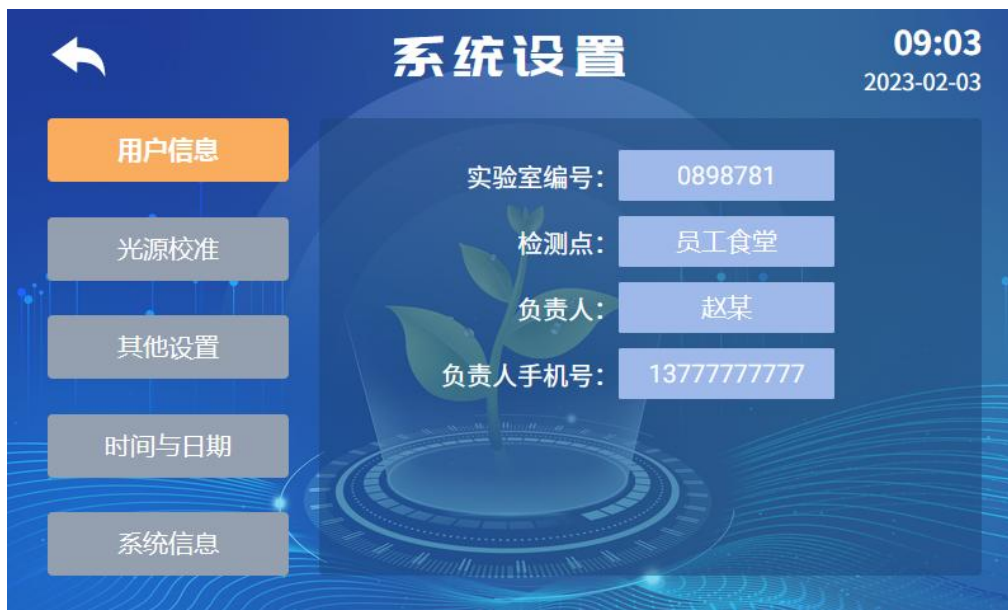 系统设置
09:03
2023-02-03
用户信息
光源校准
其他设置
时间与日期
系统信息
实验室编号： 0898781
检测点： 员工食堂
负责人： 赵某
负责人手机号： 13777777777